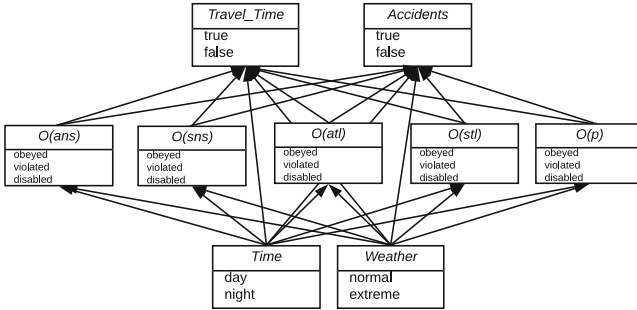 Travel_Time
true
false
Accidents
true
false
O(ans)
obeyed
violated
disabled
O(sns)
obeyed
violated
disabled
O(atl)
obeyed
violated
disabled
O(stl)
obeyed
violated
disabled
O(p)
obeyed
violated
disabled
Time
day
night
Weather
normal
extreme